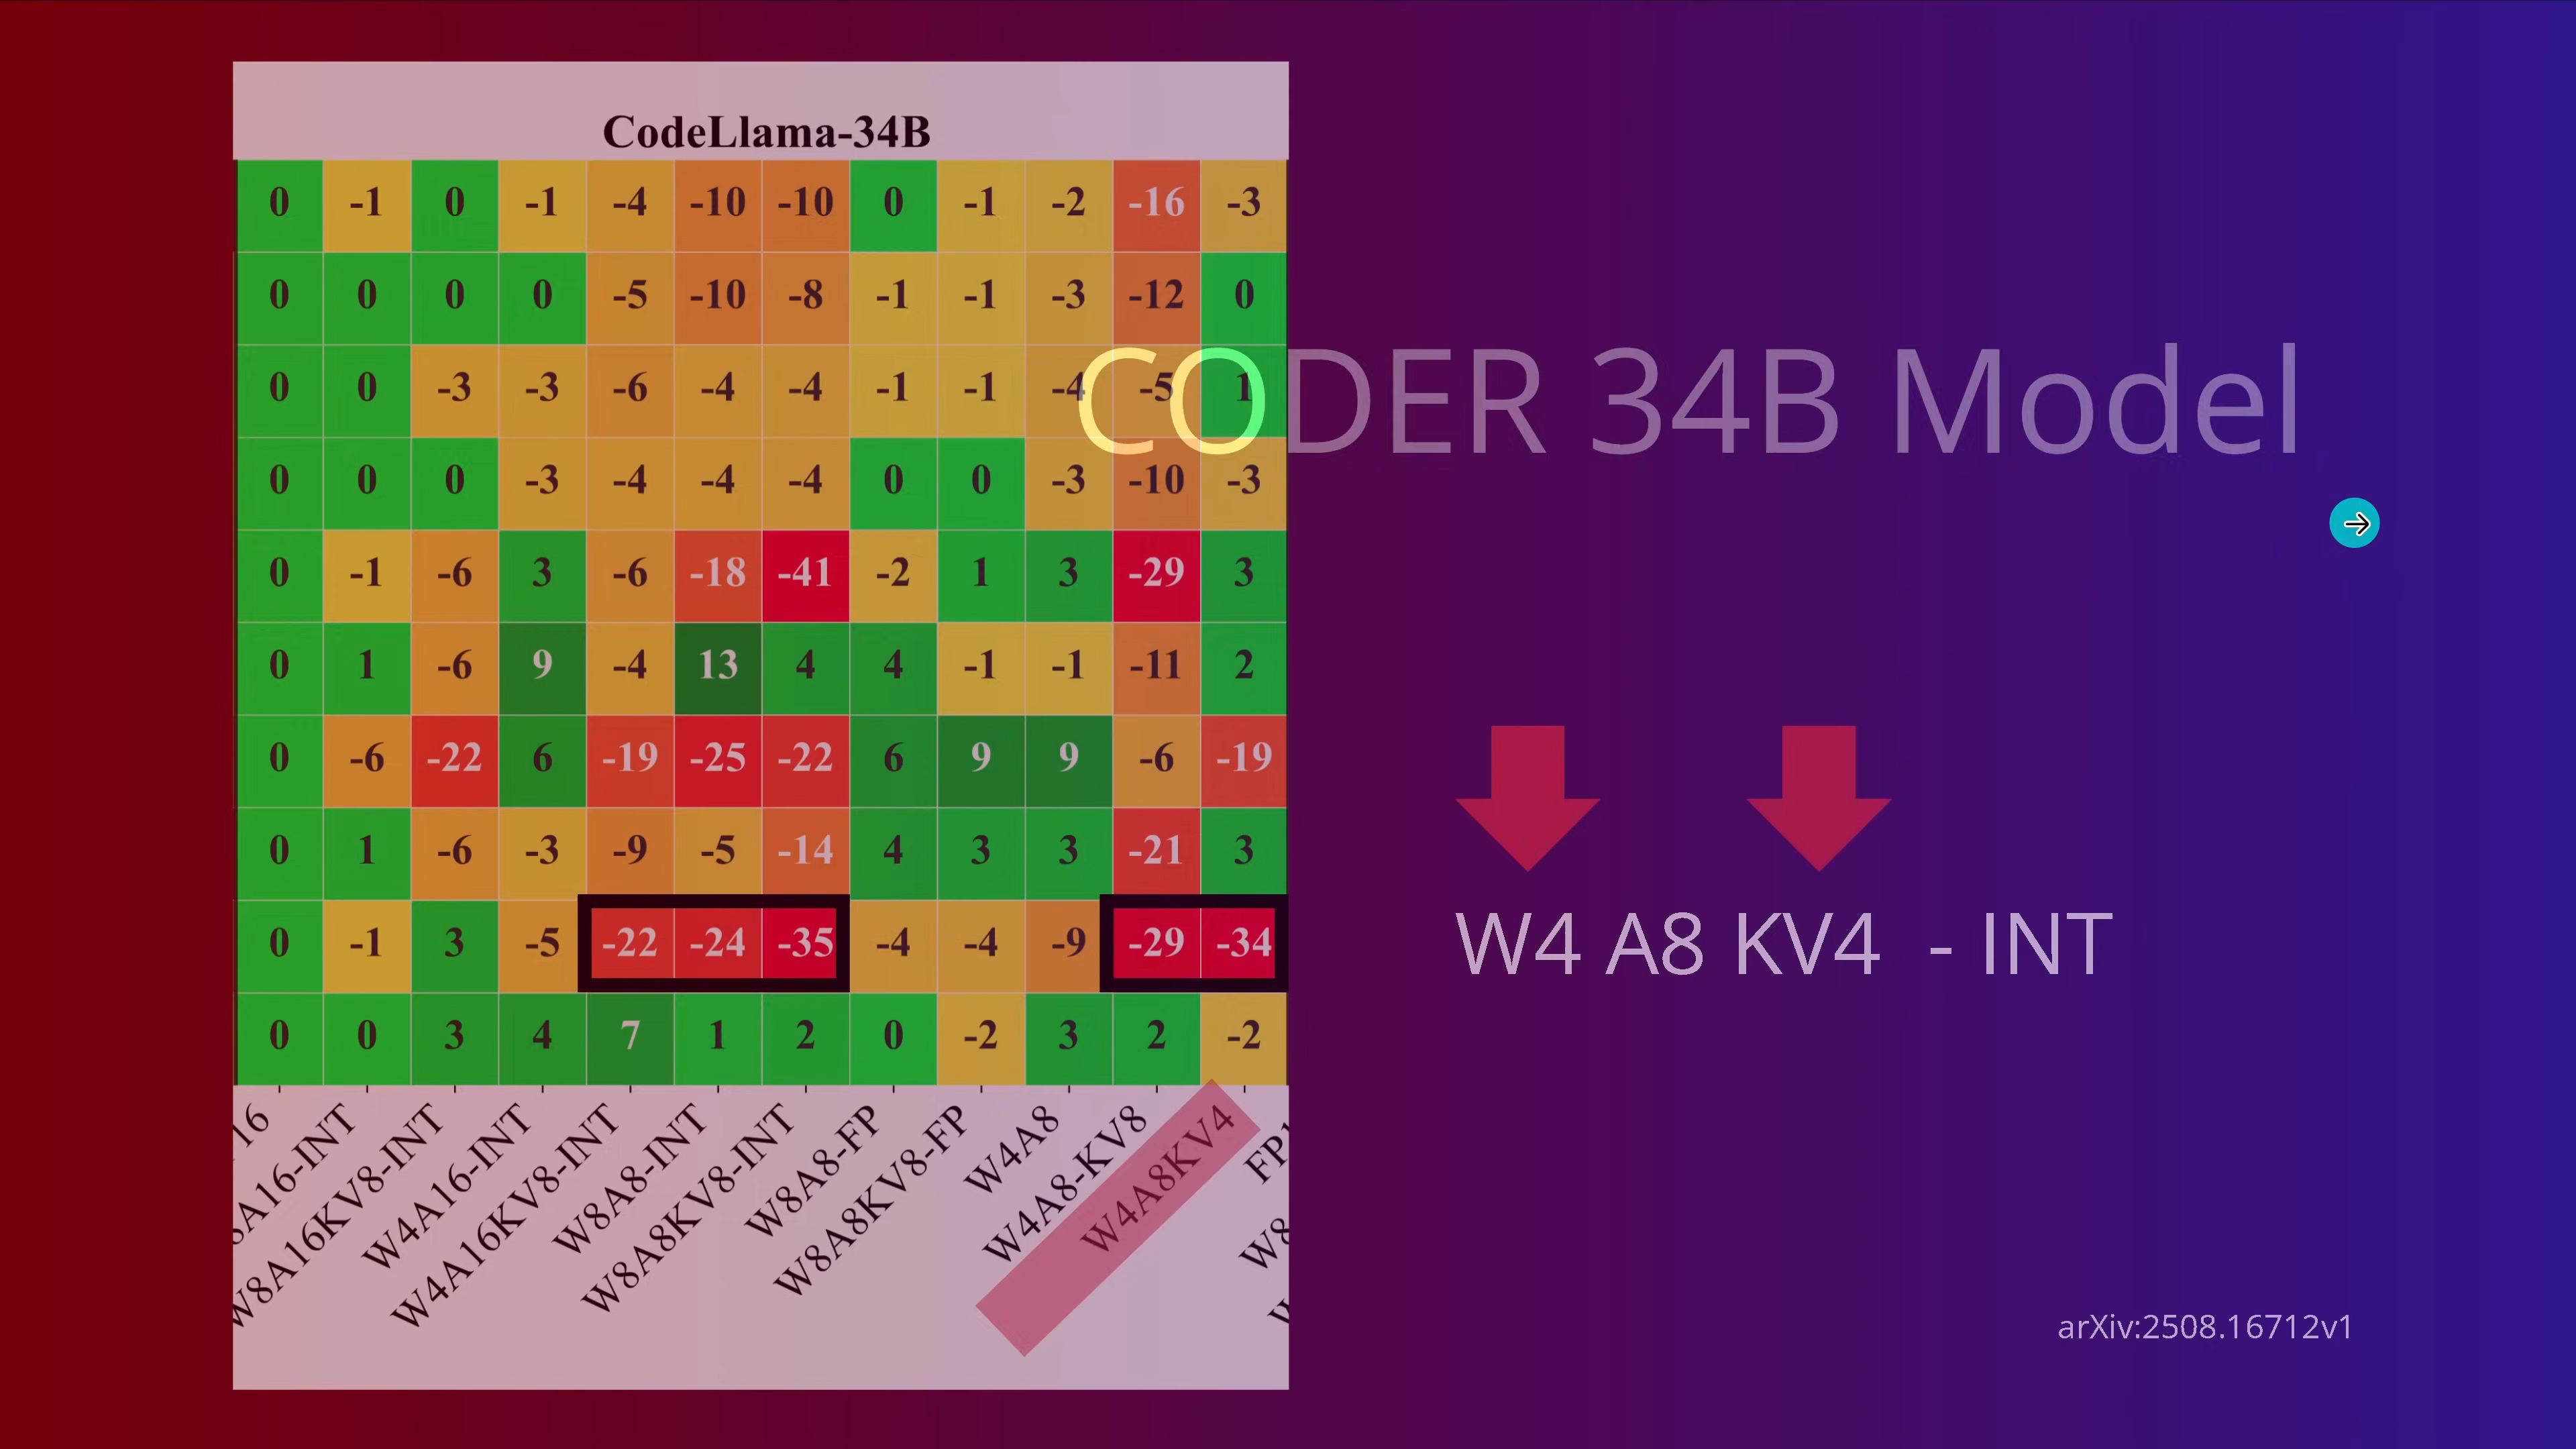 CodeLlama-34B
0 -1 0 -1 -4 -10 -10 0 -1 -2 -16 -3
0 0 0 0 -5 -10 -8 -1 -1 -3 -12 0
0 0 -3 -3 -6 -4 -4 -1 -1 -4 -5 1
CODER 34B Model
0 0 0 -3 -4 -4 -4 0 0 -3 -10 -3
0 -1 -6 3 -6 -18 -41 -2 1 3 -29 3
0 1 -6 9 -4 13 4 4 -1 -1 -11 2
0 -6 -22 6 -19 -25 -22 6 9 9 -6 -19
0 1 -6 -3 -9 -5 -14 4 3 3 -21 3
0 -1 3 -5 -22 -24 -35 -4 -4 -9 -29 -34
W4 A8 KV4 - INT
0 0 3 4 7 1 2 0 -2 3 2 -2
16
8A16-INT
W8A16KV8-INT
W4A16-INT
W4A16KV8-INT
W8A8-INT
W8A8KV8-INT
W8A8-FP
W8A8KV8-FP
W4A8
W4A8-KV8
W4A8KV4
FP1
W8
arXiv:2508.16712v1